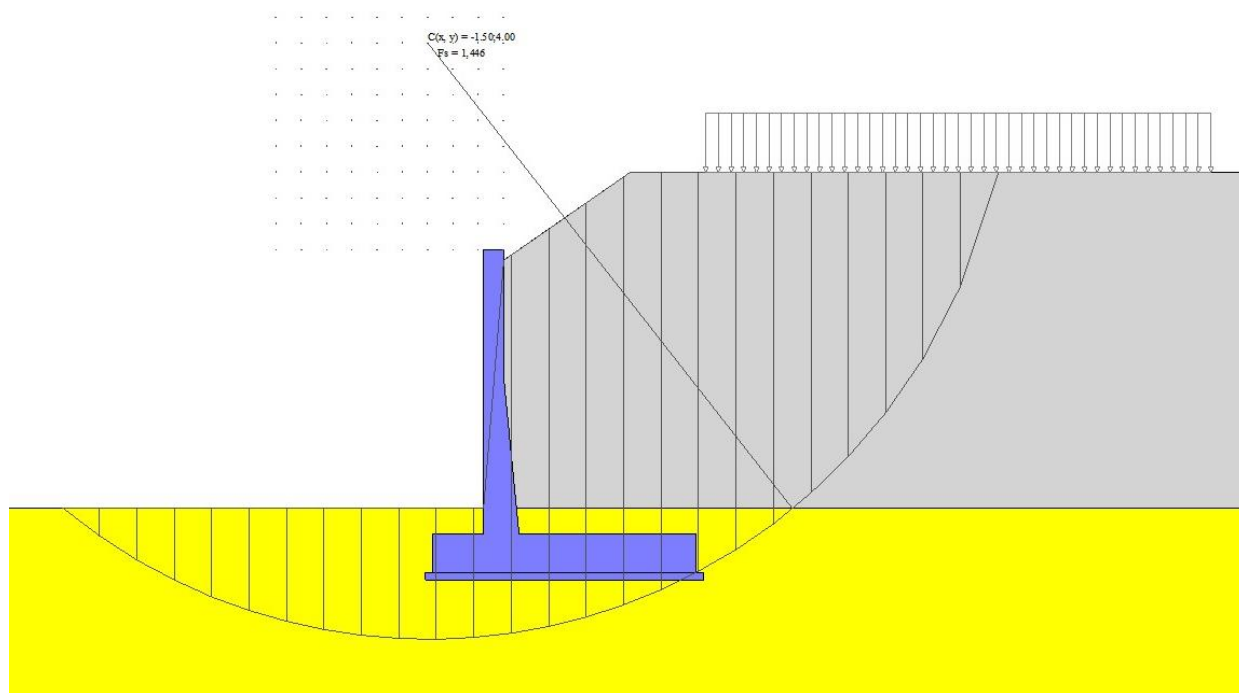 C(x, y) = -1.50;4.00
Fs = 1,446